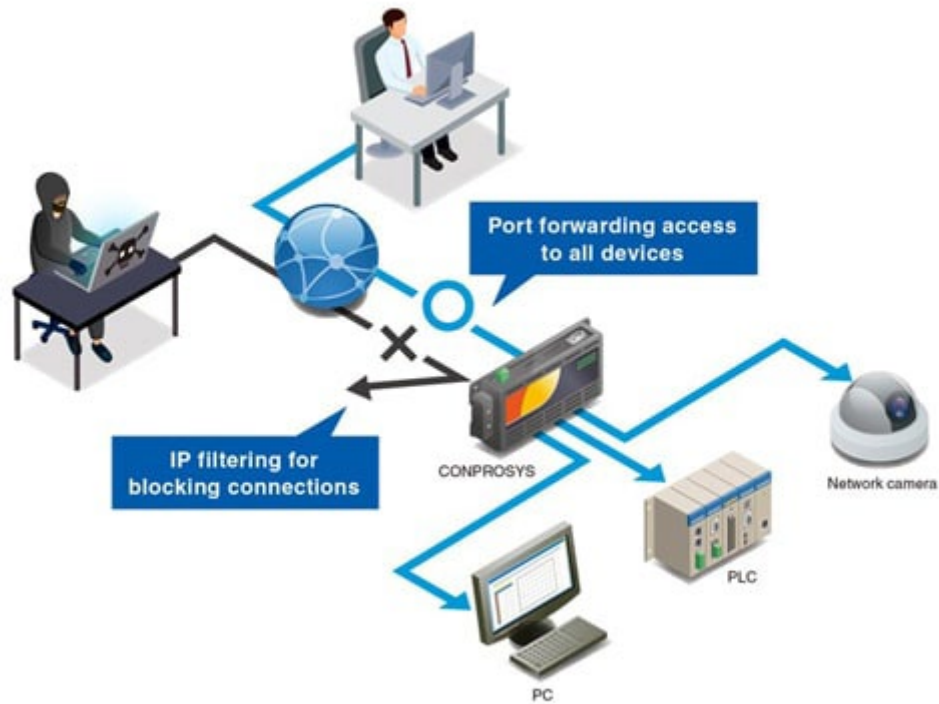 Port forwarding access
to all devices
IP filtering for
blocking connections
CONPROSYS
Network camera
PLC
PC